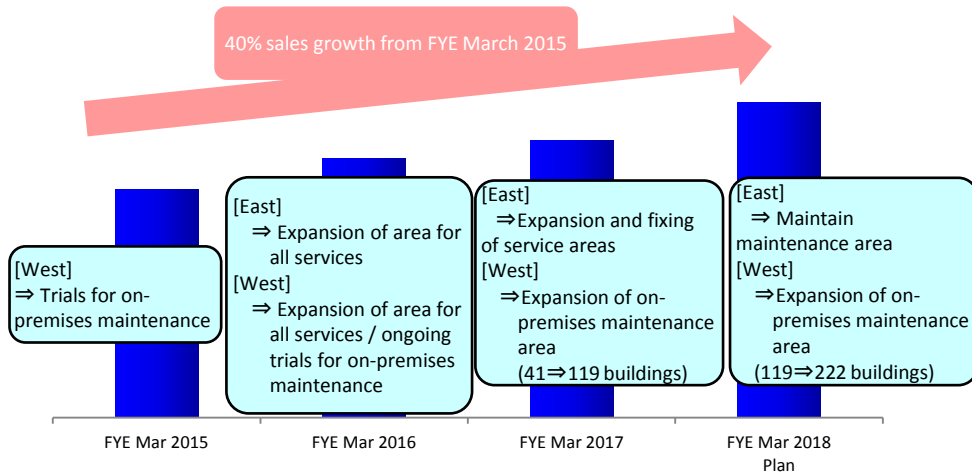 40% sales growth from FYE March 2015
[West]
⇒ Trials for on-
premises maintenance
[East]
⇒ Expansion of area for
all services
[West]
⇒ Expansion of area for
all services / ongoing
trials for on-premises
maintenance
[East]
⇒Expansion and fixing
of service areas
[West]
⇒Expansion of on-
premises maintenance
area
(41⇒119 buildings)
[East]
⇒ Maintain
maintenance area
[West]
⇒Expansion of on-
premises maintenance
area
(119⇒222 buildings)
FYE Mar 2015
FYE Mar 2016
FYE Mar 2017
FYE Mar 2018
Plan